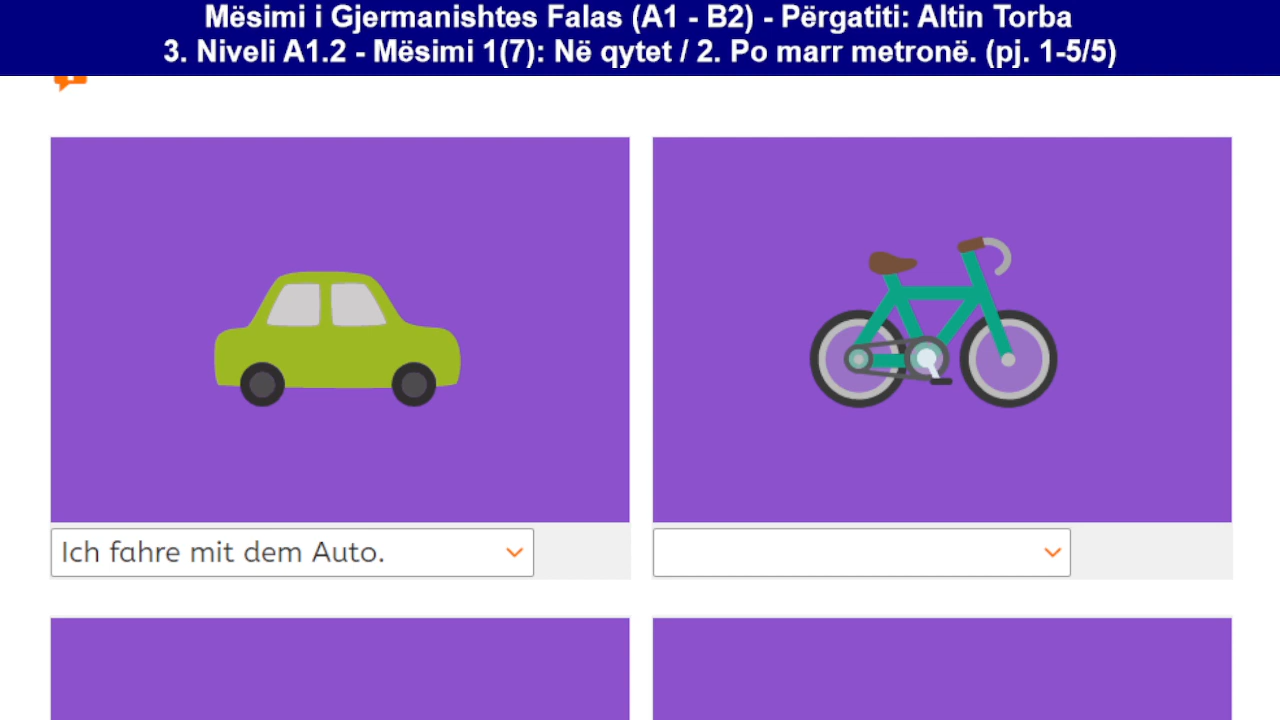 Mësimi i Gjermanishtes Falas (A1 - B2) - Përgatiti: Altin Torba
3. Niveli A1.2 - Mësimi 1(7): Në qytet / 2. Po marr metronë. (pj. 1-5/5)
Ich fahre mit dem Auto.